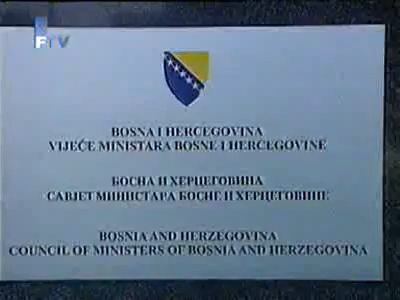 FTV
BOSNA I HERCEGOVINA
VIJEĆE MINISTARA BOSNE I HERCEGOVINE
БОСНА И ХЕРЦЕГОВИНА
САВЈЕТ МИНИСТАРА БОСНЕ И ХЕРЦЕГОВИНЕ
BOSNIA AND HERZEGOVINA
COUNCIL OF MINISTERS OF BOSNIA AND HERZEGOVINA